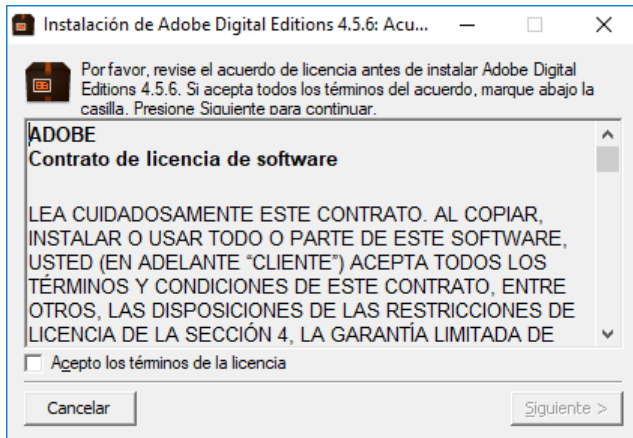 Instalación de Adobe Digital Editions 4.5.6: Acu...
Por favor, revise el acuerdo de licencia antes de instalar Adobe Digital
Editions 4.5.6. Si acepta todos los términos del acuerdo, marque abajo la
casilla. Presione Siguiente para continuar.
ADOBE
Contrato de licencia de software
LEA CUIDADOSAMENTE ESTE CONTRATO. AL COPIAR,
INSTALAR O USAR TODO O PARTE DE ESTE SOFTWARE,
USTED (EN ADELANTE “CLIENTE”) ACEPTA TODOS LOS
TÉRMINOS Y CONDICIONES DE ESTE CONTRATO, ENTRE
OTROS, LAS DISPOSICIONES DE LAS RESTRICCIONES DE
LICENCIA DE LA SECCIÓN 4, LA GARANTÍA LIMITADA DE
Acepto los términos de la licencia
Cancelar
Siguiente >